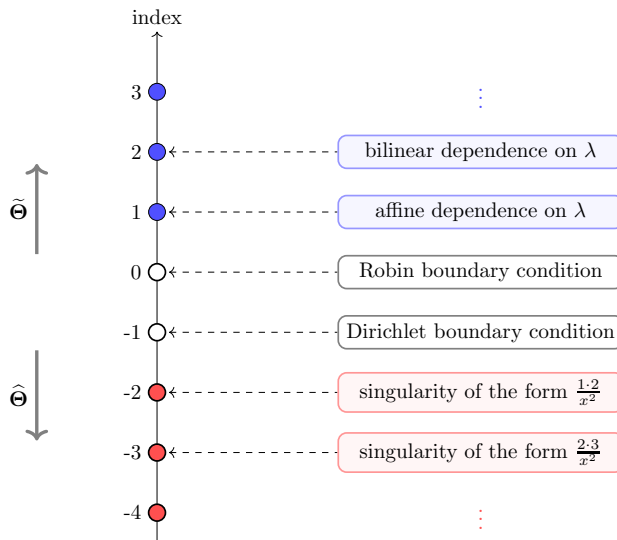 index
3 ⋮
2 bilinear dependence on λ
Θ̃
1 affine dependence on λ
0 Robin boundary condition
-1 Dirichlet boundary condition
Θ̂
-2 singularity of the form 1·2/x²
-3 singularity of the form 2·3/x²
-4 ⋮